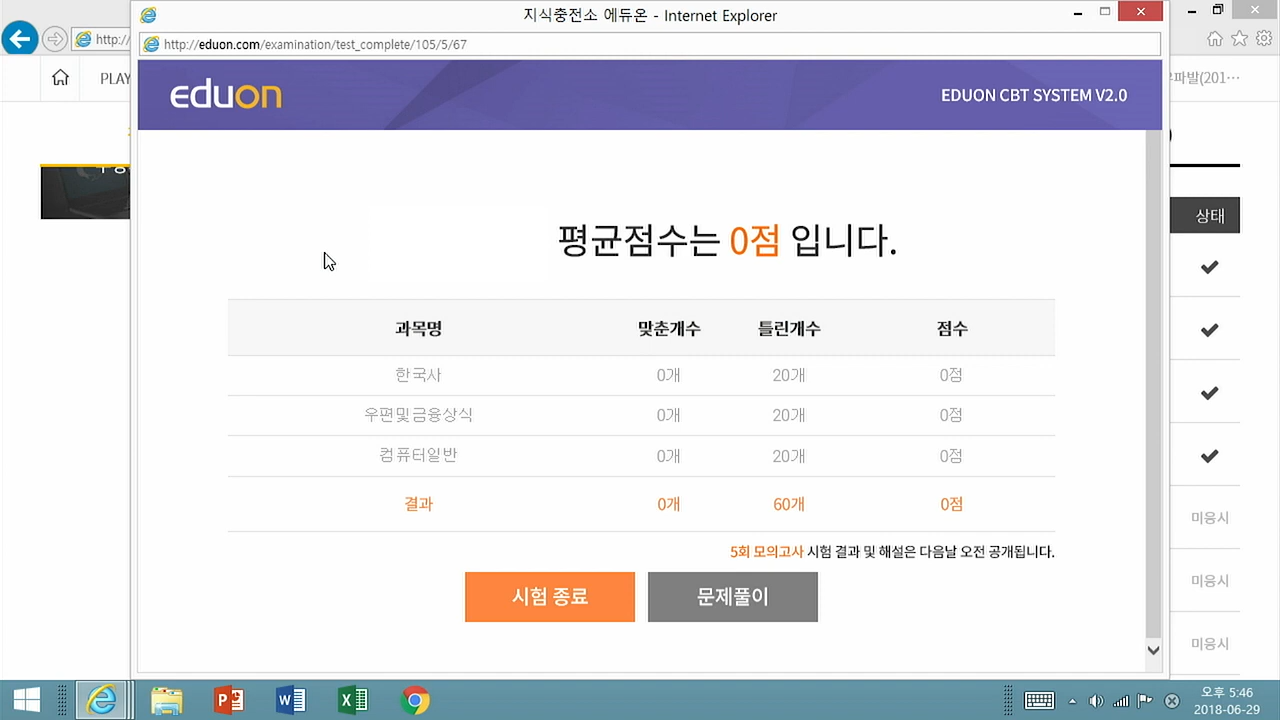 지식충전소 에듀온 - Internet Explorer
http://
http://eduon.com/examination/test_complete/105/5/67
PLAY
eduon
EDUON CBT SYSTEM V2.0
평균점수는 0점 입니다.
상태
과목명 맞춘개수 틀린개수 점수
한국사 0개 20개 0점
우편및금융상식 0개 20개 0점
컴퓨터일반 0개 20개 0점
결과 0개 60개 0점
미응시
5회 모의고사 시험 결과 및 해설은 다음날 오전 공개됩니다.
미응시
시험 종료 문제풀이
미응시
오후 5:46
2018-06-29